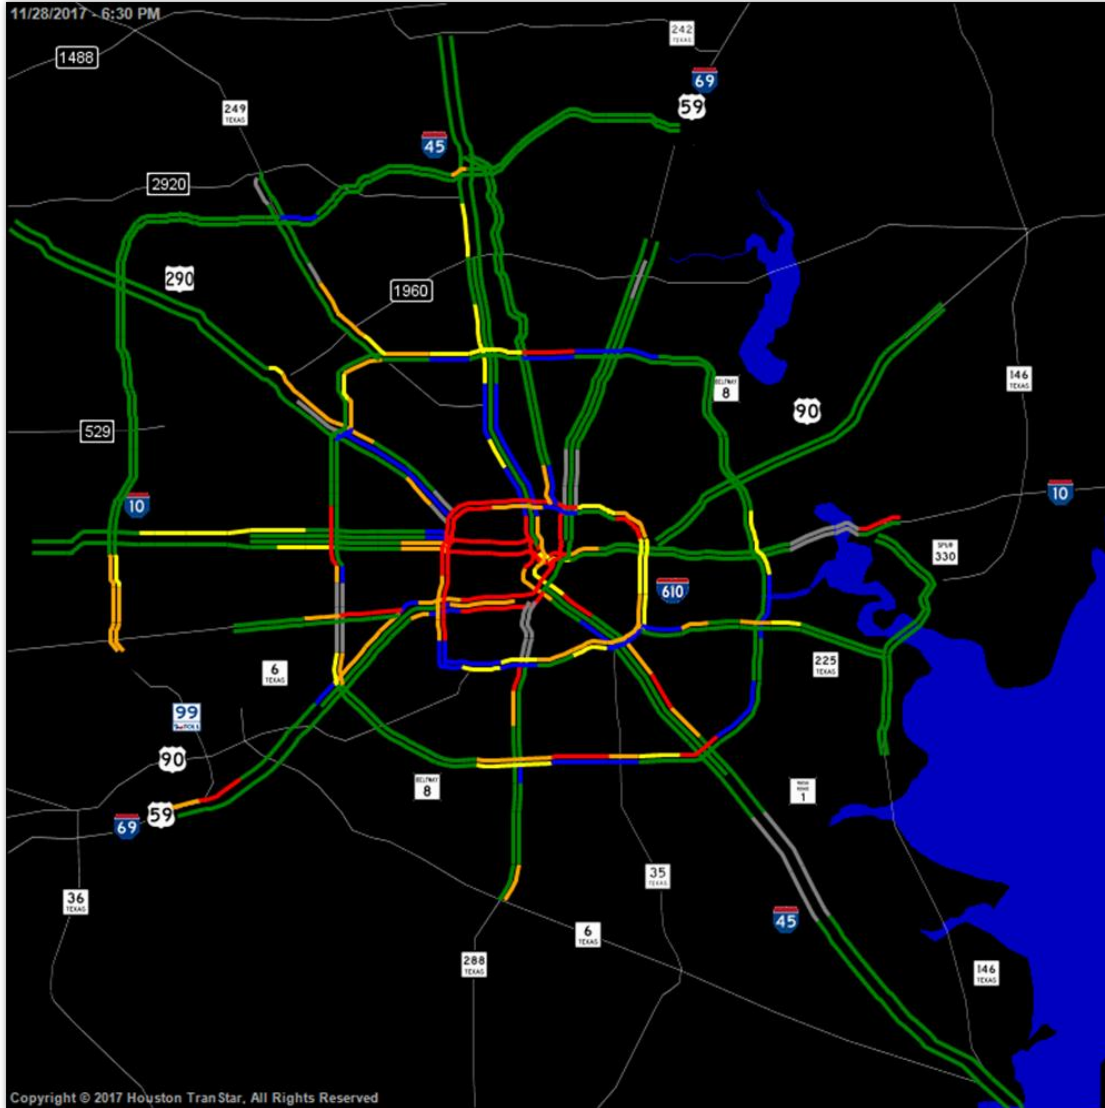 11/28/2017 - 6:30 PM
242
TEXAS
1488
69
59
249
TEXAS
45
2920
290
1960
146
TEXAS
BELTWAY
8
90
529
10
10
SPUR
330
610
225
TEXAS
6
TEXAS
99
90
BELTWAY
8
1
59
69
35
TEXAS
36
TEXAS
45
6
TEXAS
288
TEXAS
146
TEXAS
Copyright © 2017 Houston TranStar, All Rights Reserved